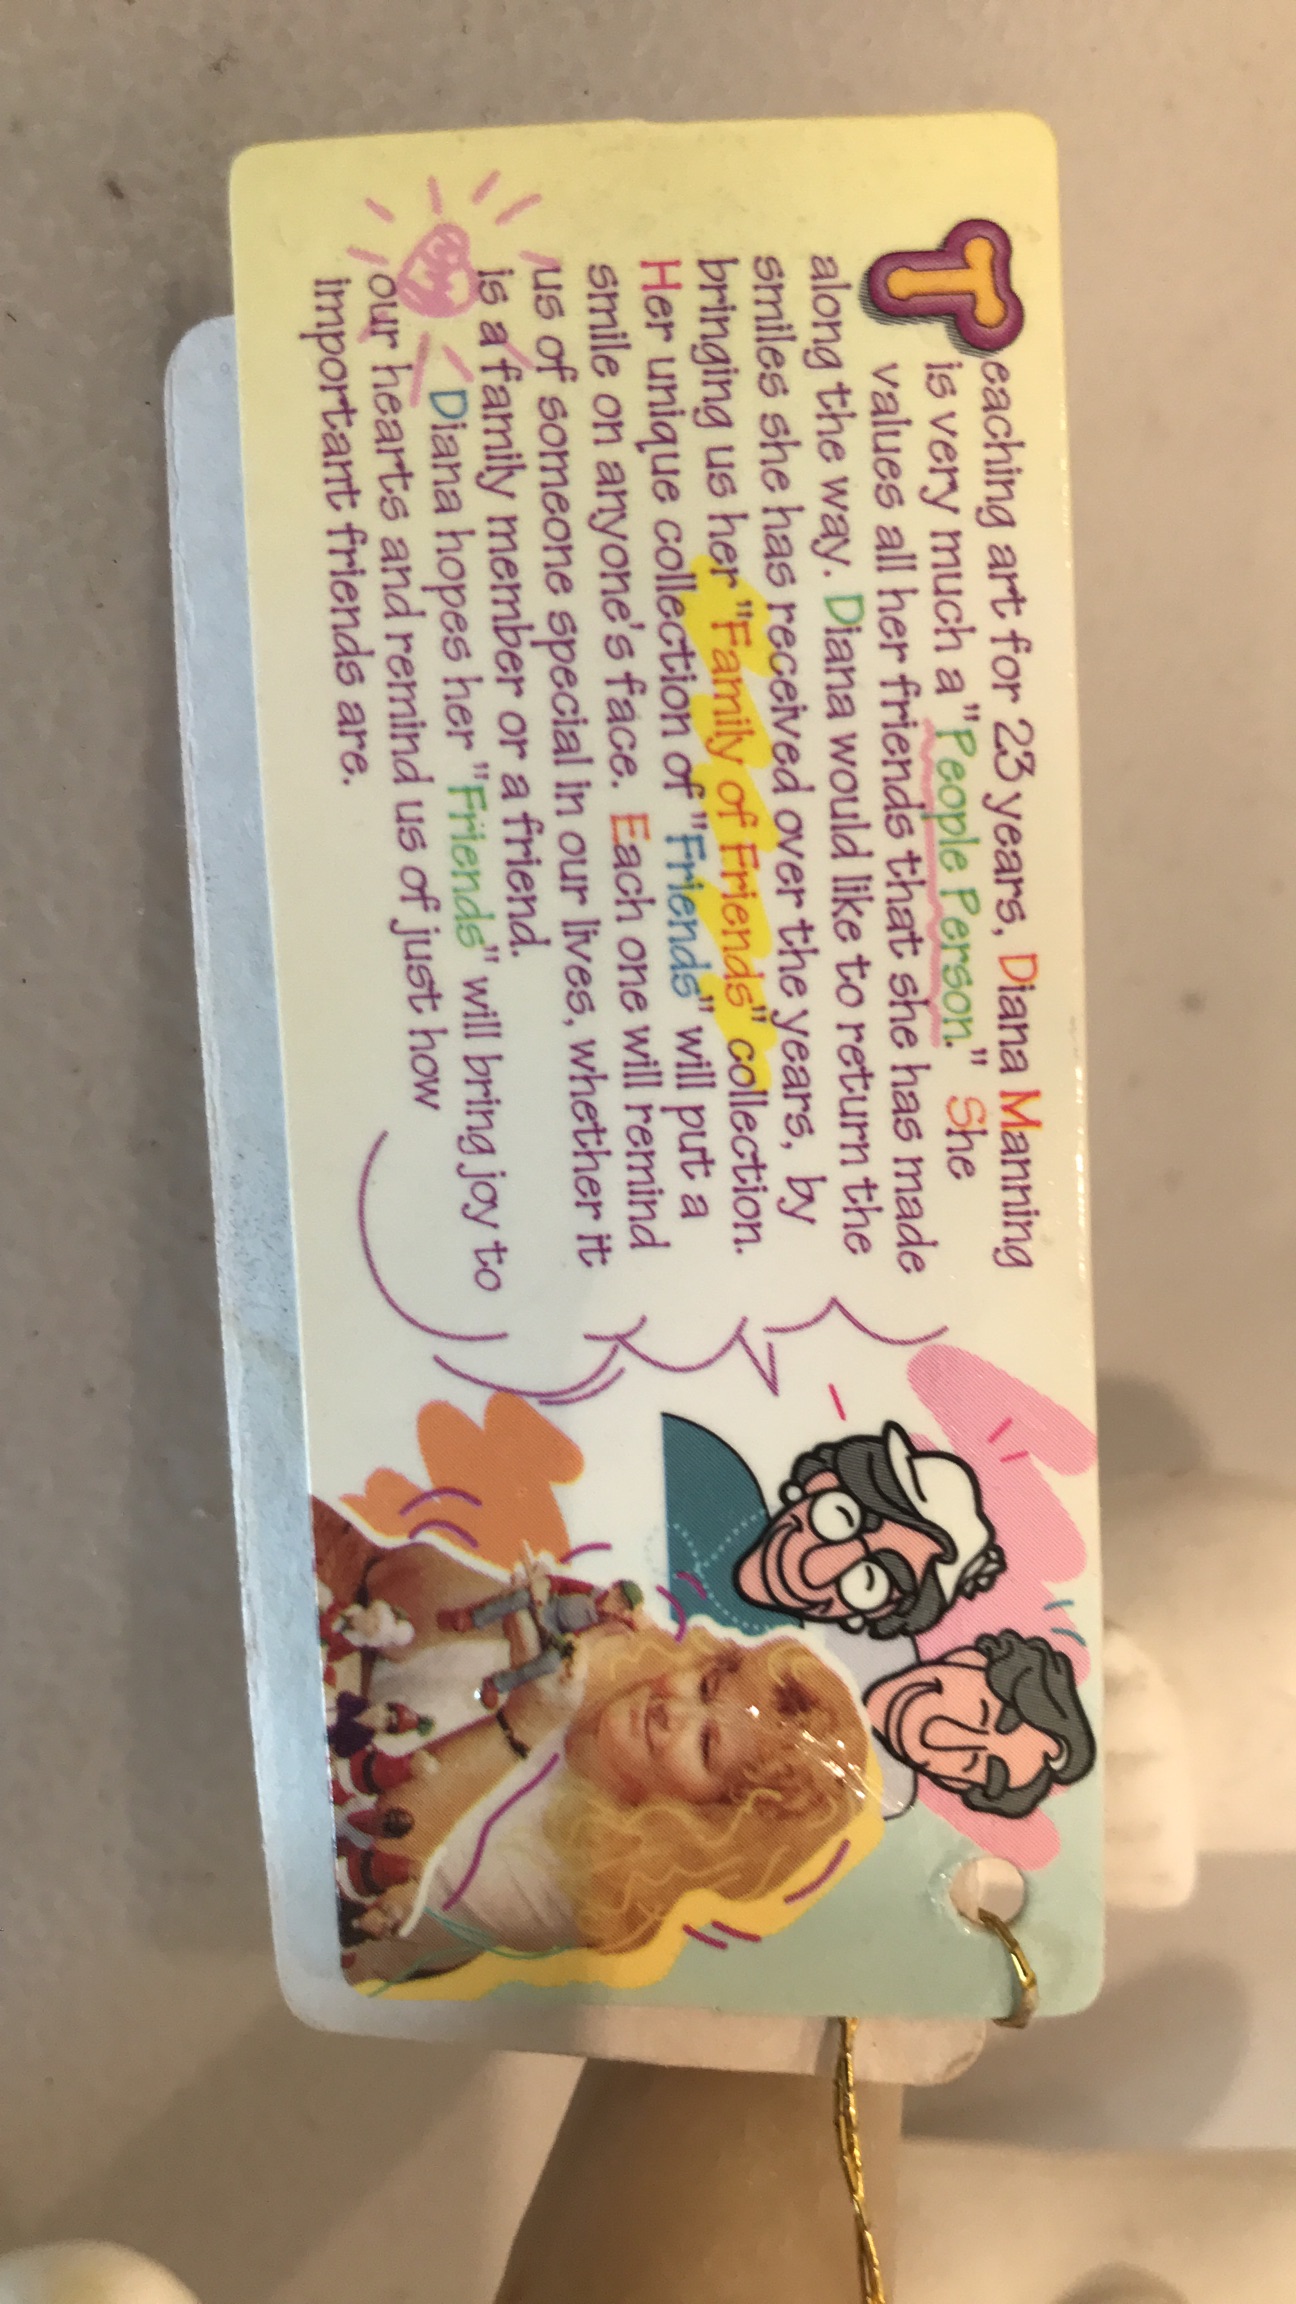 Teaching art for 23 years, Diana Manning
is very much a "People Person." She
values all her friends that she has made
along the way. Diana would like to return the
smiles she has received over the years, by
bringing us her "Family of Friends" collection.
Her unique collection of "Friends" will put a
smile on anyone's face. Each one will remind
us of someone special in our lives, whether it
is a family member or a friend.
Diana hopes her "Friends" will bring joy to
our hearts and remind us of just how
important friends are.